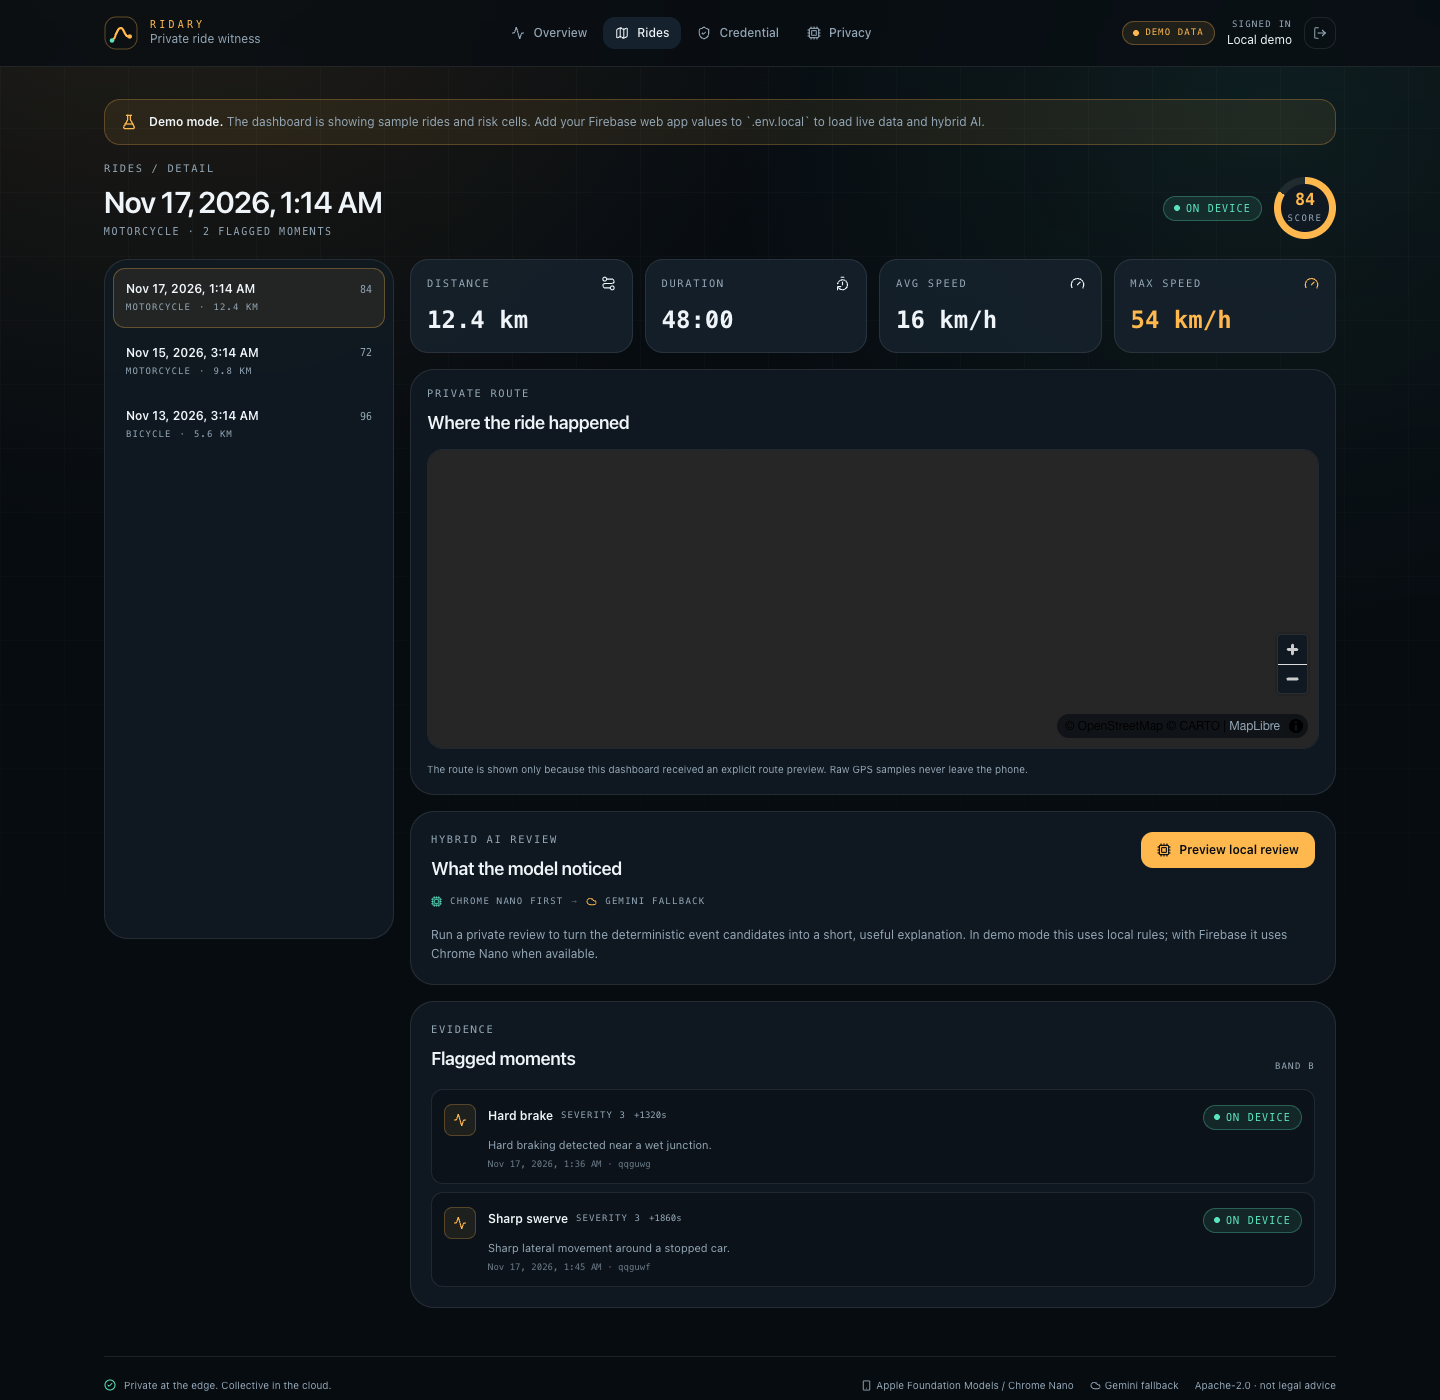 RIDARY
Private ride witness
Overview
Rides
Credential
Privacy
DEMO DATA
SIGNED IN
Local demo
Demo mode. The dashboard is showing sample rides and risk cells. Add your Firebase web app values to `.env.local` to load live data and hybrid AI.
RIDES / DETAIL
Nov 17, 2026, 1:14 AM
MOTORCYCLE · 2 FLAGGED MOMENTS
ON DEVICE
84
SCORE
Nov 17, 2026, 1:14 AM 84
MOTORCYCLE · 12.4 KM
Nov 15, 2026, 3:14 AM 72
MOTORCYCLE · 9.8 KM
Nov 13, 2026, 3:14 AM 96
BICYCLE · 5.6 KM
DISTANCE
12.4 km
DURATION
48:00
AVG SPEED
16 km/h
MAX SPEED
54 km/h
PRIVATE ROUTE
Where the ride happened
© OpenStreetMap © CARTO | MapLibre
The route is shown only because this dashboard received an explicit route preview. Raw GPS samples never leave the phone.
HYBRID AI REVIEW
What the model noticed
Preview local review
CHROME NANO FIRST → GEMINI FALLBACK
Run a private review to turn the deterministic event candidates into a short, useful explanation. In demo mode this uses local rules; with Firebase it uses
Chrome Nano when available.
EVIDENCE
Flagged moments
BAND B
Hard brake SEVERITY 3 +1320s
ON DEVICE
Hard braking detected near a wet junction.
Nov 17, 2026, 1:36 AM · qqguwg
Sharp swerve SEVERITY 3 +1860s
ON DEVICE
Sharp lateral movement around a stopped car.
Nov 17, 2026, 1:45 AM · qqguwf
Private at the edge. Collective in the cloud.
Apple Foundation Models / Chrome Nano
Gemini fallback
Apache-2.0 · not legal advice